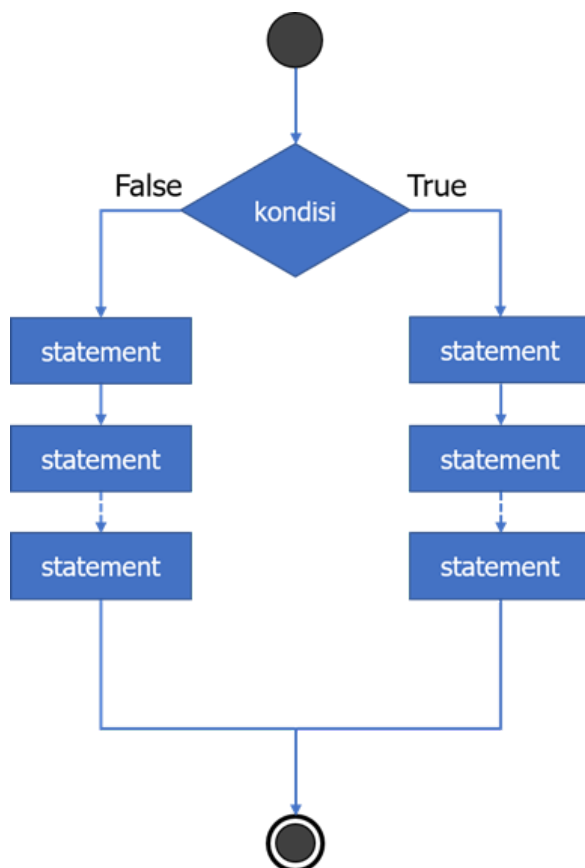 False
True
kondisi
statement
statement
statement
statement
statement
statement